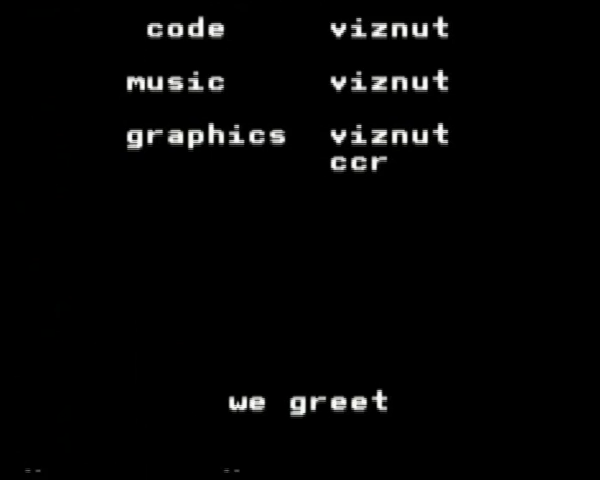 code viznut
music viznut
graphics viznut
ccr
we greet